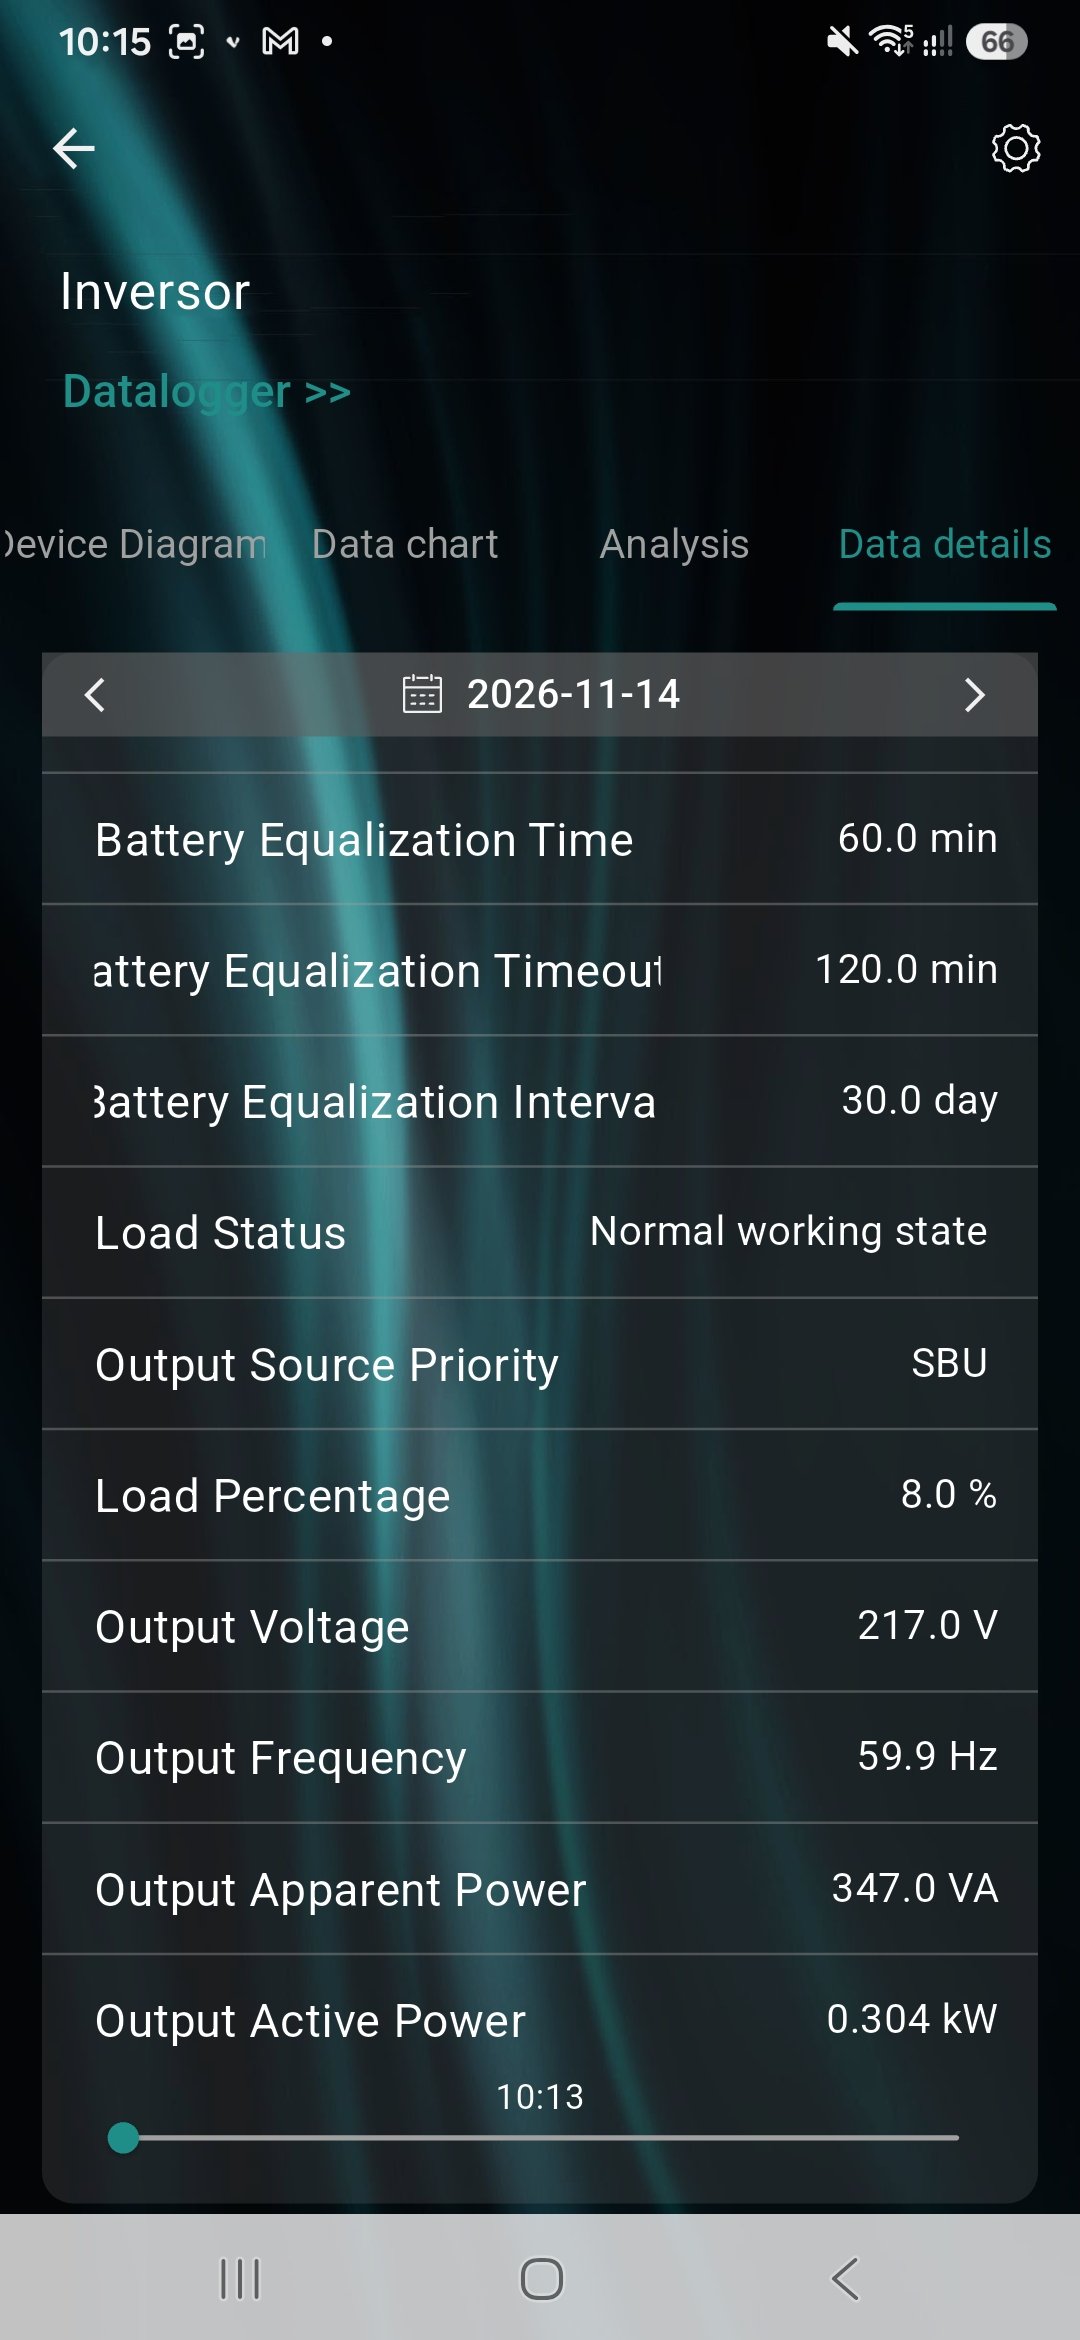 10:15
5
66
Inversor
Datalogger >>
Device Diagram Data chart Analysis Data details
2026-11-14
Battery Equalization Time 60.0 min
attery Equalization Timeout 120.0 min
Battery Equalization Interva 30.0 day
Load Status Normal working state
Output Source Priority SBU
Load Percentage 8.0 %
Output Voltage 217.0 V
Output Frequency 59.9 Hz
Output Apparent Power 347.0 VA
Output Active Power 0.304 kW
10:13